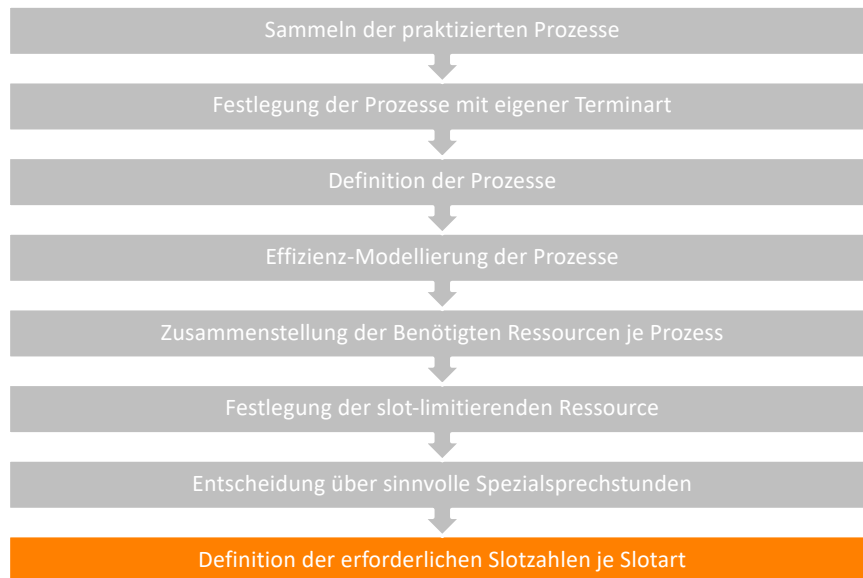 Sammeln der praktizierten Prozesse
Festlegung der Prozesse mit eigener Terminart
Definition der Prozesse
Effizienz-Modellierung der Prozesse
Zusammenstellung der Benötigten Ressourcen je Prozess
Festlegung der slot-limitierenden Ressource
Entscheidung über sinnvolle Spezialsprechstunden
Definition der erforderlichen Slotzahlen je Slotart